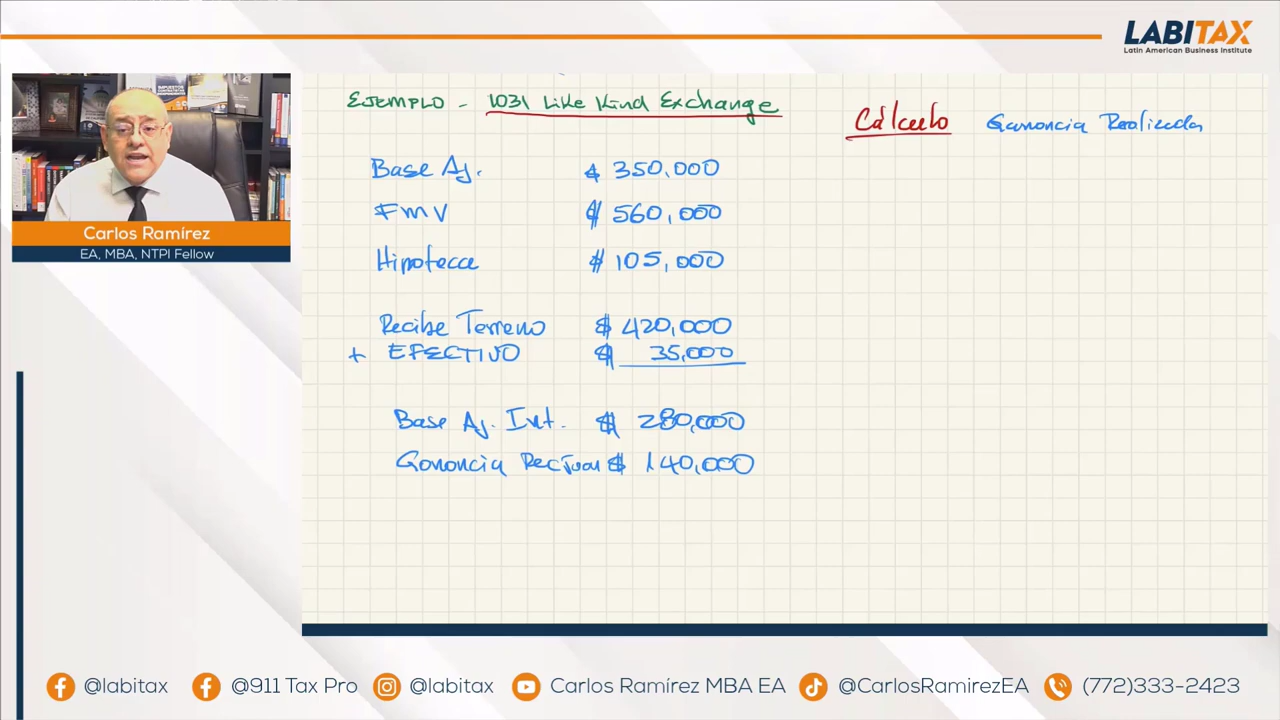 LABITAX
Latin American Business Institute
EJEMPLO - 1031 Like Kind Exchange
Cálculo Ganancia Realizada
Base Aj. $ 350,000
FMV $ 560,000
Hipoteca $ 105,000
Recibe Terreno $ 420,000
+ EFECTIVO $ 35,000
Base Aj. Int. $ 280,000
Ganancia $ 140,000
Carlos Ramírez
EA, MBA, NTPI Fellow
@labitax @911 Tax Pro @labitax Carlos Ramírez MBA EA @CarlosRamirezEA (772)333-2423